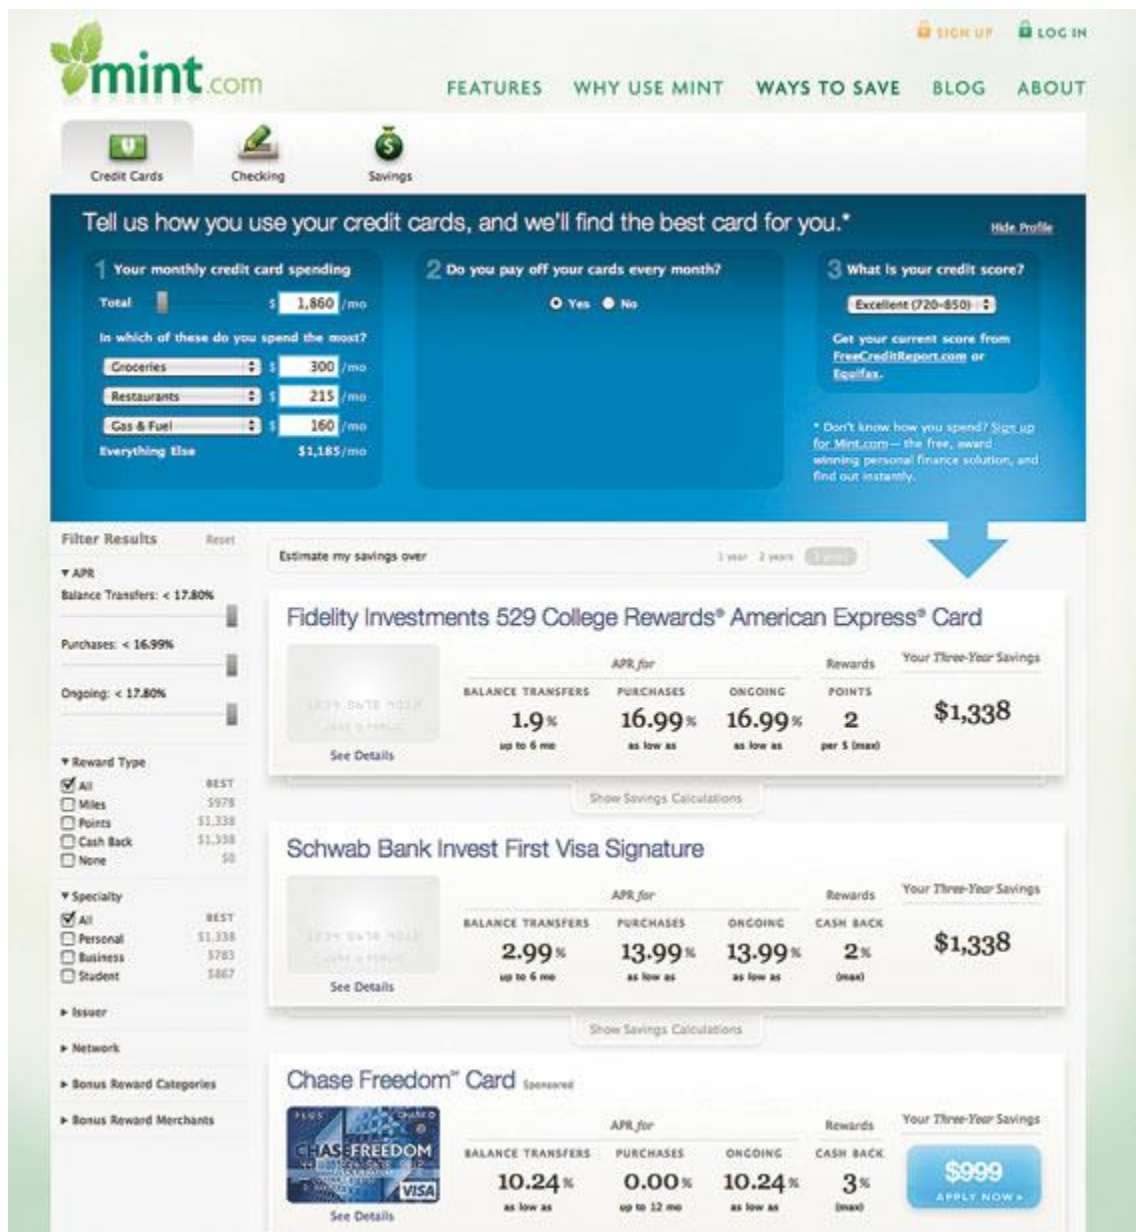 SIGN UP LOG IN
mint.com
FEATURES WHY USE MINT WAYS TO SAVE BLOG ABOUT
Credit Cards Checking Savings
Tell us how you use your credit cards, and we'll find the best card for you.*
Hide Profile
1 Your monthly credit card spending
Total $ 1,860 /mo
In which of these do you spend the most?
Groceries $ 300 /mo
Restaurants $ 215 /mo
Gas & Fuel $ 160 /mo
Everything Else $1,185/mo
2 Do you pay off your cards every month?
Yes No
3 What is your credit score?
Excellent (720-850)
Get your current score from
FreeCreditReport.com or
Equifax.
* Don't know how you spend? Sign up
for Mint.com— the free, award
winning personal finance solution, and
find out instantly.
Filter Results Reset
▼ APR
Balance Transfers: < 17.80%
Purchases: < 16.99%
Ongoing: < 17.80%
▼ Reward Type
All BEST
Miles $978
Points $1,338
Cash Back $1,338
None $0
▼ Specialty
All BEST
Personal $1,338
Business $783
Student $867
► Issuer
► Network
► Bonus Reward Categories
► Bonus Reward Merchants
Estimate my savings over 1 year 2 years
Fidelity Investments 529 College Rewards® American Express® Card
APR for Rewards Your Three-Year Savings
BALANCE TRANSFERS PURCHASES ONGOING POINTS
1.9% 16.99% 16.99% 2 $1,338
up to 6 mo as low as as low as per $ (max)
See Details
Show Savings Calculations
Schwab Bank Invest First Visa Signature
APR for Rewards Your Three-Year Savings
BALANCE TRANSFERS PURCHASES ONGOING CASH BACK
2.99% 13.99% 13.99% 2% $1,338
up to 6 mo as low as as low as (max)
See Details
Show Savings Calculations
Chase Freedom℠ Card Sponsored
PLUS CHASE
CHASE FREEDOM
VISA
APR for Rewards Your Three-Year Savings
BALANCE TRANSFERS PURCHASES ONGOING CASH BACK
10.24% 0.00% 10.24% 3% $999
as low as up to 12 mo as low as (max) APPLY NOW »
See Details